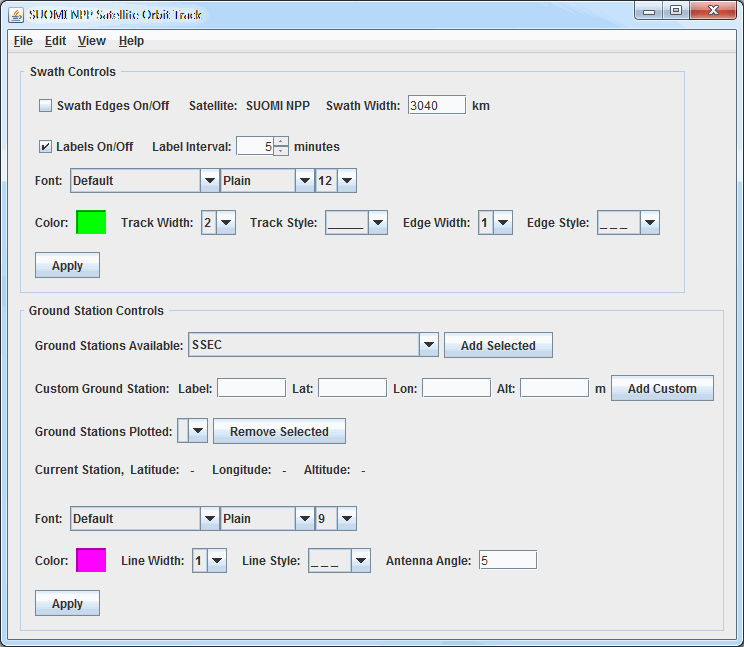 SUOMI NPP Satellite Orbit Track
File Edit View Help
Swath Controls
Swath Edges On/Off Satellite: SUOMI NPP Swath Width: 3040 km
Labels On/Off Label Interval: 5 minutes
Font: Default Plain 12
Color: Track Width: 2 Track Style: _____ Edge Width: 1 Edge Style: _ _ _
Apply
Ground Station Controls
Ground Stations Available: SSEC Add Selected
Custom Ground Station: Label: Lat: Lon: Alt: m Add Custom
Ground Stations Plotted: Remove Selected
Current Station, Latitude: - Longitude: - Altitude: -
Font: Default Plain 9
Color: Line Width: 1 Line Style: _ _ _ Antenna Angle: 5
Apply